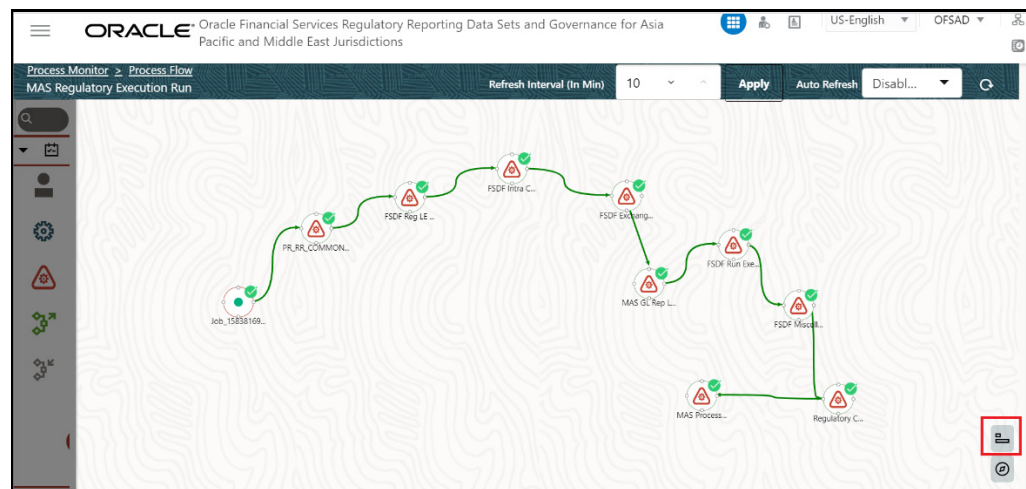 ORACLE® Oracle Financial Services Regulatory Reporting Data Sets and Governance for Asia
Pacific and Middle East Jurisdictions
US-English
OFSAD
Process Monitor > Process Flow
MAS Regulatory Execution Run
Refresh Interval (In Min)
10
Apply
Auto Refresh
Disabl...
FSDF Intra C...
FSDF Reg LE ...
FSDF Exchang...
PR_RR_COMMON...
FSDF Run Exe...
MAS GL Rep L...
Job_15838169...
FSDF Miscell...
MAS Process...
Regulatory C...